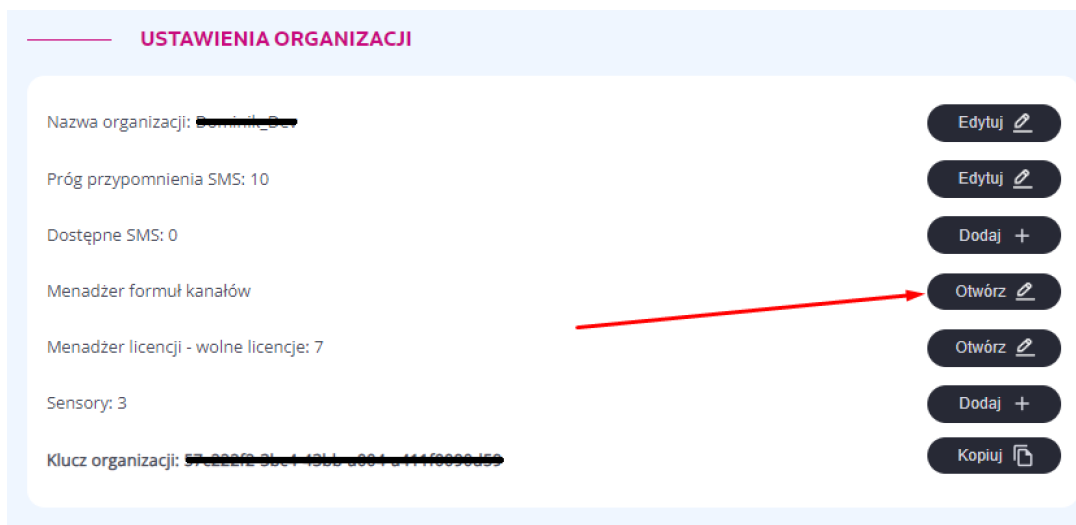 USTAWIENIA ORGANIZACJI
Nazwa organizacji:
Edytuj
Próg przypomnienia SMS: 10
Edytuj
Dostępne SMS: 0
Dodaj
Menadżer formuł kanałów
Otwórz
Menadżer licencji - wolne licencje: 7
Otwórz
Sensory: 3
Dodaj
Klucz organizacji:
Kopiuj